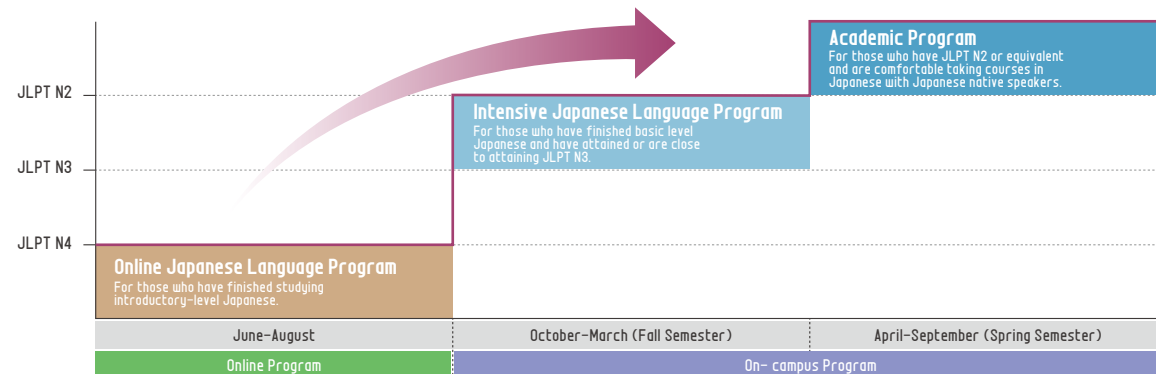 Academic Program
For those who have JLPT N2 or equivalent
and are comfortable taking courses in
Japanese with Japanese native speakers.
JLPT N2
Intensive Japanese Language Program
For those who have finished basic level
Japanese and have attained or are close
to attaining JLPT N3.
JLPT N3
JLPT N4
Online Japanese Language Program
For those who have finished studying
introductory-level Japanese.
June-August
October-March (Fall Semester)
April-September (Spring Semester)
Online Program
On- campus Program